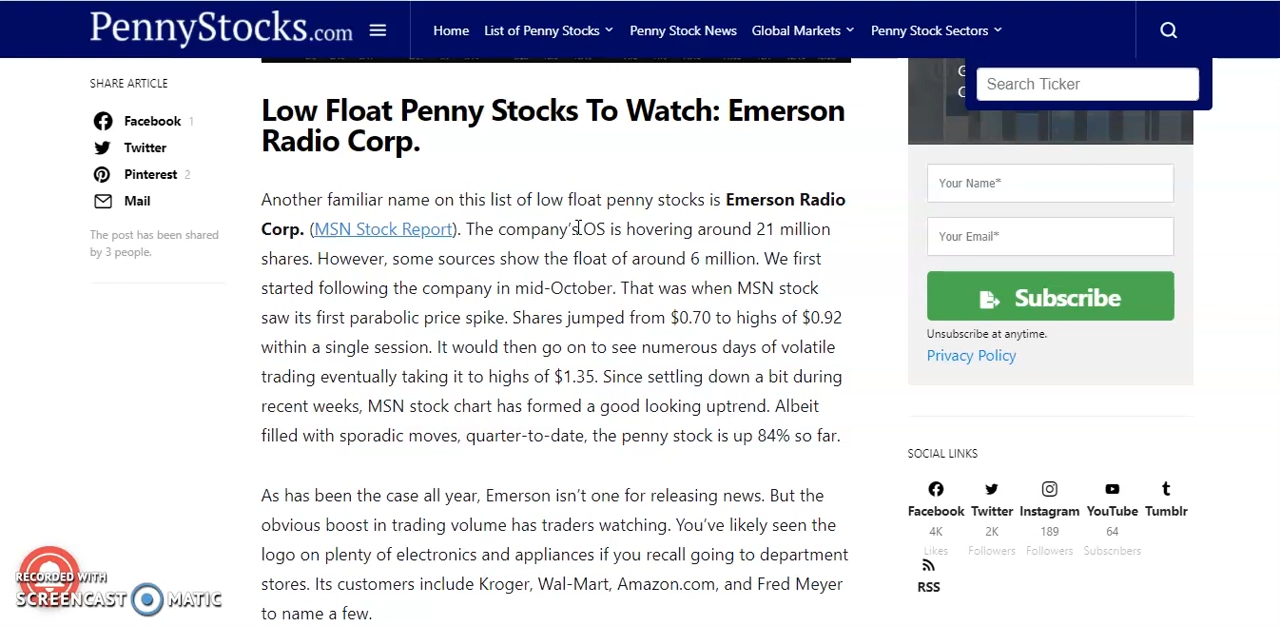 PennyStocks.com
Home List of Penny Stocks Penny Stock News Global Markets Penny Stock Sectors
Search Ticker
SHARE ARTICLE
Facebook 1
Twitter
Pinterest 2
Mail
The post has been shared
by 3 people.
Low Float Penny Stocks To Watch: Emerson
Radio Corp.
Another familiar name on this list of low float penny stocks is Emerson Radio
Corp. (MSN Stock Report). The company's OS is hovering around 21 million
shares. However, some sources show the float of around 6 million. We first
started following the company in mid-October. That was when MSN stock
saw its first parabolic price spike. Shares jumped from $0.70 to highs of $0.92
within a single session. It would then go on to see numerous days of volatile
trading eventually taking it to highs of $1.35. Since settling down a bit during
recent weeks, MSN stock chart has formed a good looking uptrend. Albeit
filled with sporadic moves, quarter-to-date, the penny stock is up 84% so far.
As has been the case all year, Emerson isn’t one for releasing news. But the
obvious boost in trading volume has traders watching. You’ve likely seen the
logo on plenty of electronics and appliances if you recall going to department
stores. Its customers include Kroger, Wal-Mart, Amazon.com, and Fred Meyer
to name a few.
Your Name*
Your Email*
Subscribe
Unsubscribe at anytime.
Privacy Policy
SOCIAL LINKS
Facebook Twitter Instagram YouTube Tumblr
4K 2K 189 64
Likes Followers Followers Subscribers
RSS
RECORDED WITH
SCREENCAST MATIC